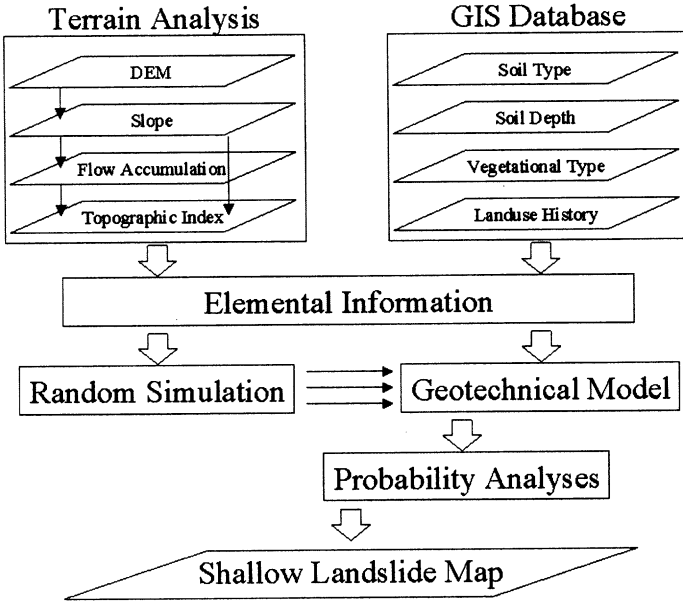 Terrain Analysis
DEM
Slope
Flow Accumulation
Topographic Index
GIS Database
Soil Type
Soil Depth
Vegetational Type
Landuse History
Elemental Information
Random Simulation
Geotechnical Model
Probability Analyses
Shallow Landslide Map